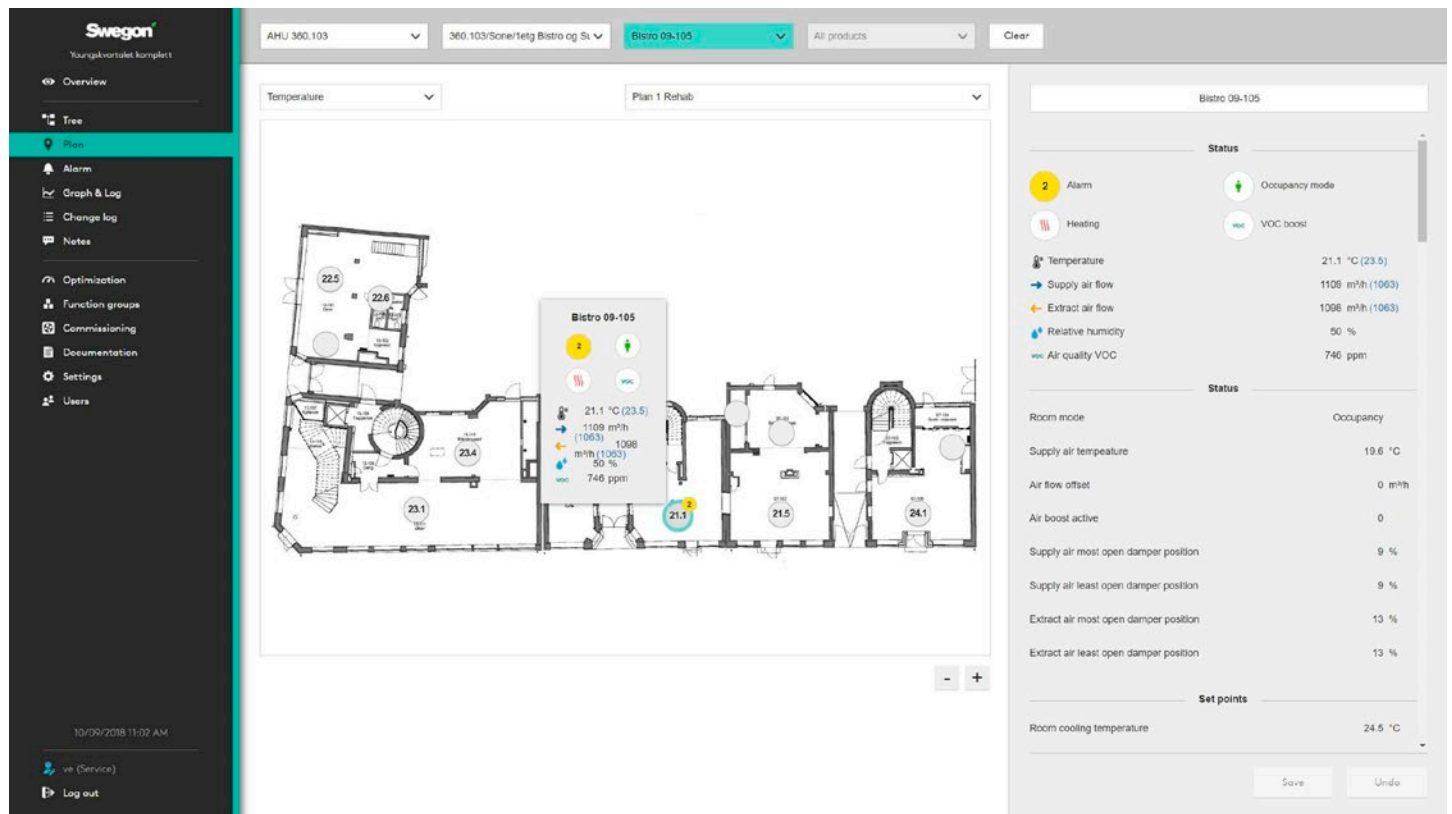 Swegon
Youngskvartalet komplett
Overview
Tree
Plan
Alarm
Graph & Log
Change log
Notes
Optimization
Function groups
Commissioning
Documentation
Settings
Users
10/09/2018 11:02 AM
ve (Service)
Log out
AHU 360.103
360.103/Sone/1etg Bistro og Su
Bistro 09-105
All products
Clear
Temperature
Plan 1 Rehab
22.5
22.6
23.4
23.1
21.1
2
21.5
24.1
Bistro 09-105
2
VOC
21.1 °C (23.5)
1109 m³/h
(1063)
1098
m³/h (1063)
50 %
voc 746 ppm
Bistro 09-105
Status
2 Alarm
Occupancy mode
Heating
voc VOC boost
Temperature 21.1 °C (23.5)
Supply air flow 1109 m³/h (1063)
Extract air flow 1098 m³/h (1063)
Relative humidity 50 %
voc Air quality VOC 746 ppm
Status
Room mode Occupancy
Supply air tempeature 19.6 °C
Air flow offset 0 m³/h
Air boost active 0
Supply air most open damper position 9 %
Supply air least open damper position 9 %
Extract air most open damper position 13 %
Extract air least open damper position 13 %
Set points
Room cooling temperature 24.5 °C
- +
Save Undo